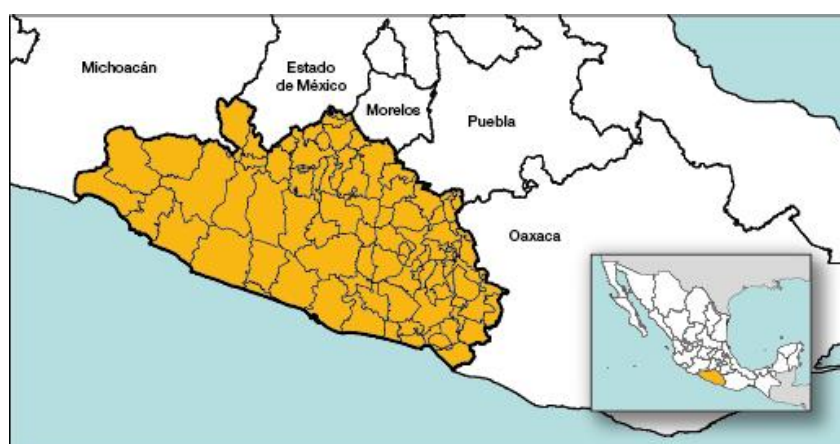 Michoacán
Estado
de México
Morelos
Puebla
Oaxaca